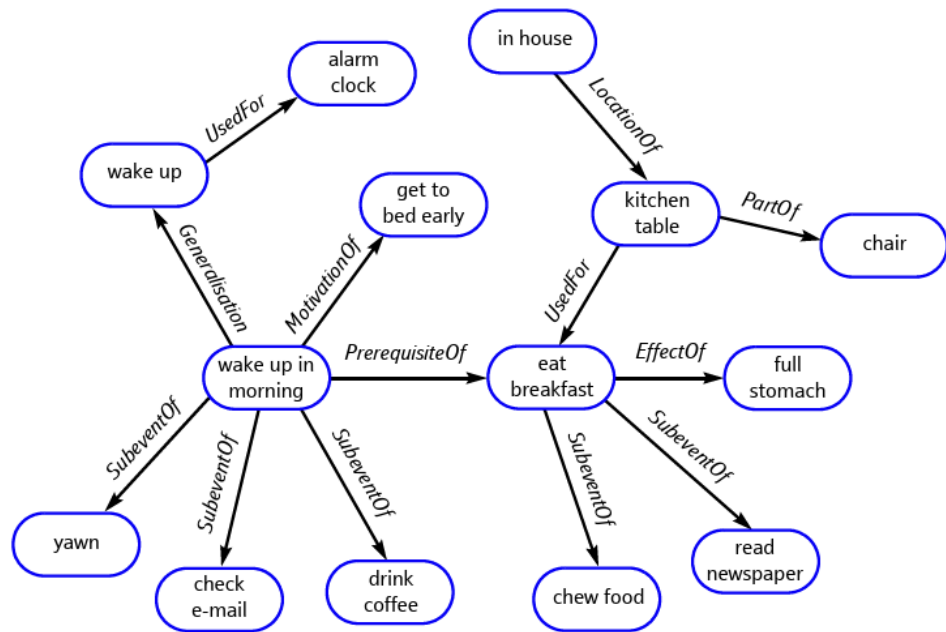 in house
alarm
clock
UsedFor
LocationOf
wake up
get to
bed early
kitchen
table
PartOf
chair
Generalisation
MotivationOf
UsedFor
wake up in
morning
PrerequisiteOf
eat
breakfast
EffectOf
full
stomach
SubeventOf
SubeventOf
SubeventOf
SubeventOf
SubeventOf
yawn
check
e-mail
drink
coffee
chew food
read
newspaper